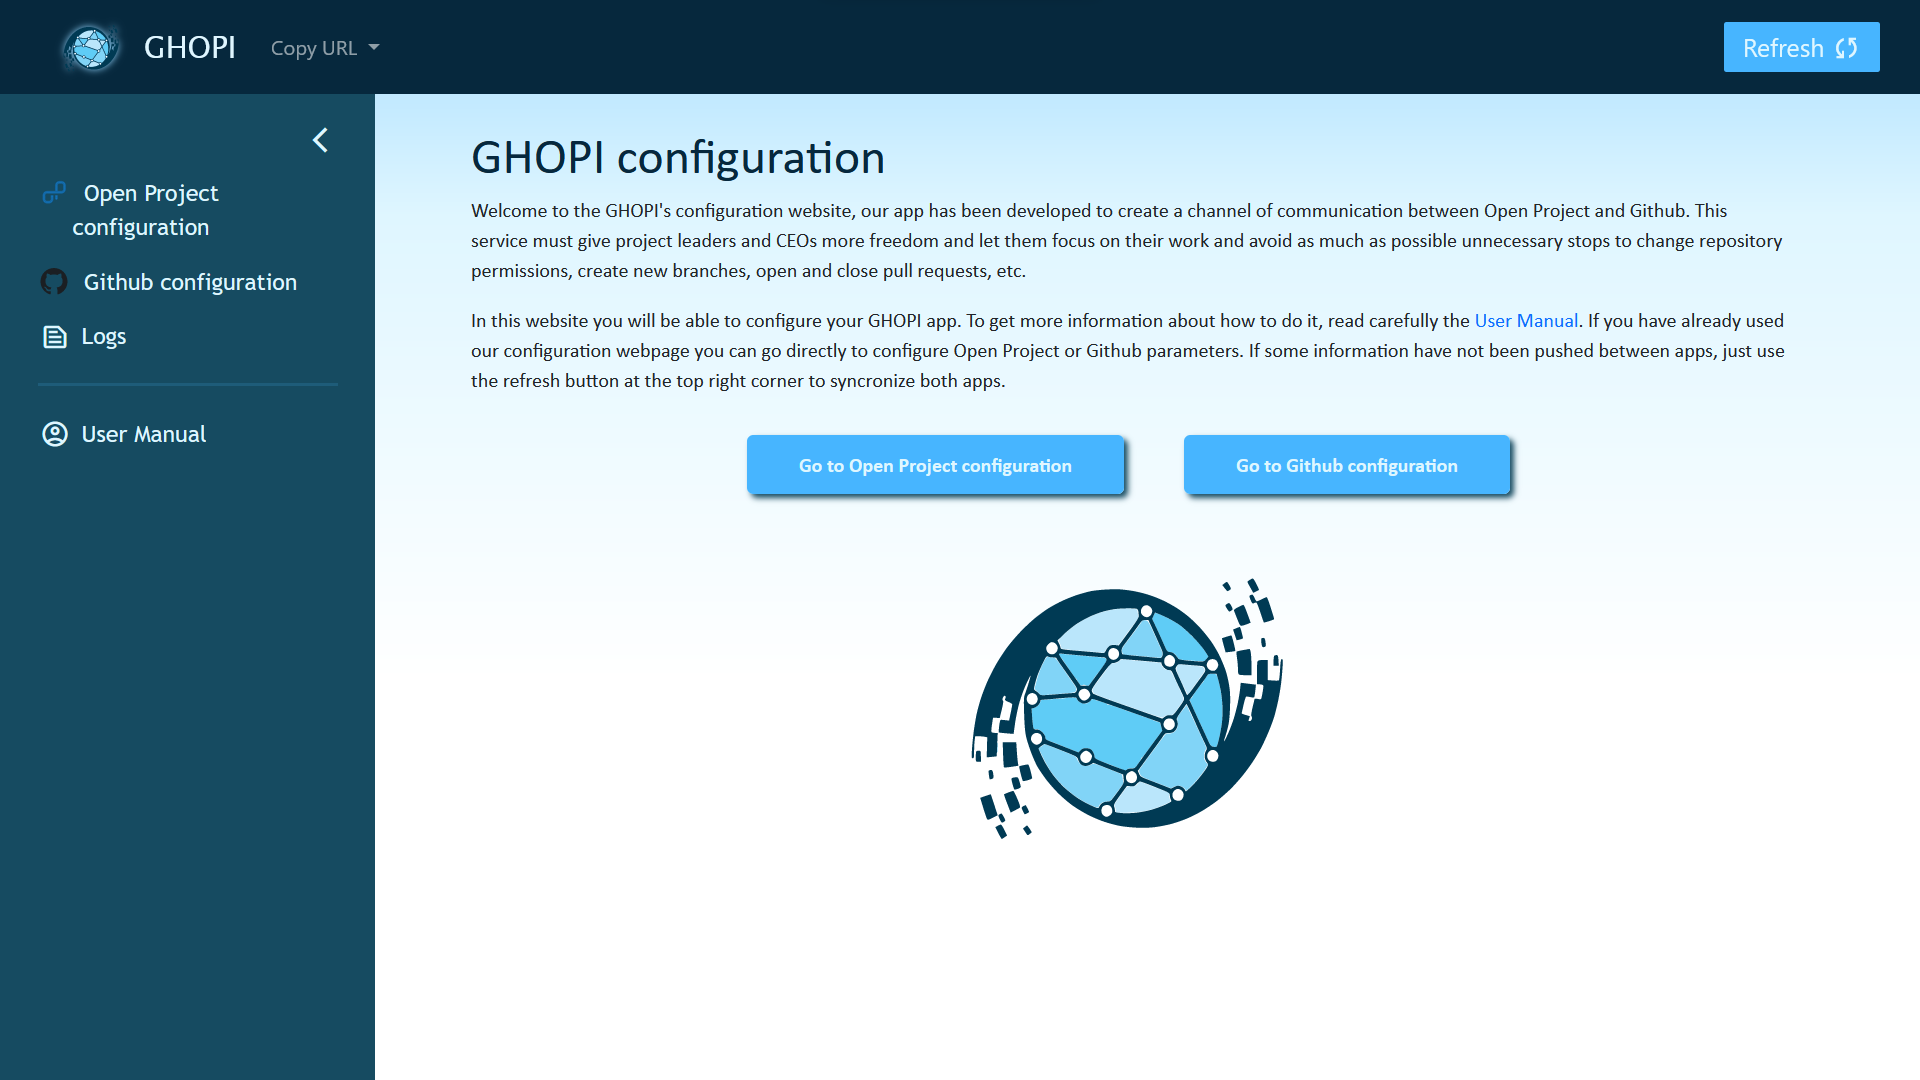 GHOPI
Copy URL
Refresh
Open Project
configuration
Github configuration
Logs
User Manual
GHOPI configuration
Welcome to the GHOPI's configuration website, our app has been developed to create a channel of communication between Open Project and Github. This
service must give project leaders and CEOs more freedom and let them focus on their work and avoid as much as possible unnecessary stops to change repository
permissions, create new branches, open and close pull requests, etc.
In this website you will be able to configure your GHOPI app. To get more information about how to do it, read carefully the User Manual. If you have already used
our configuration webpage you can go directly to configure Open Project or Github parameters. If some information have not been pushed between apps, just use
the refresh button at the top right corner to syncronize both apps.
Go to Open Project configuration
Go to Github configuration